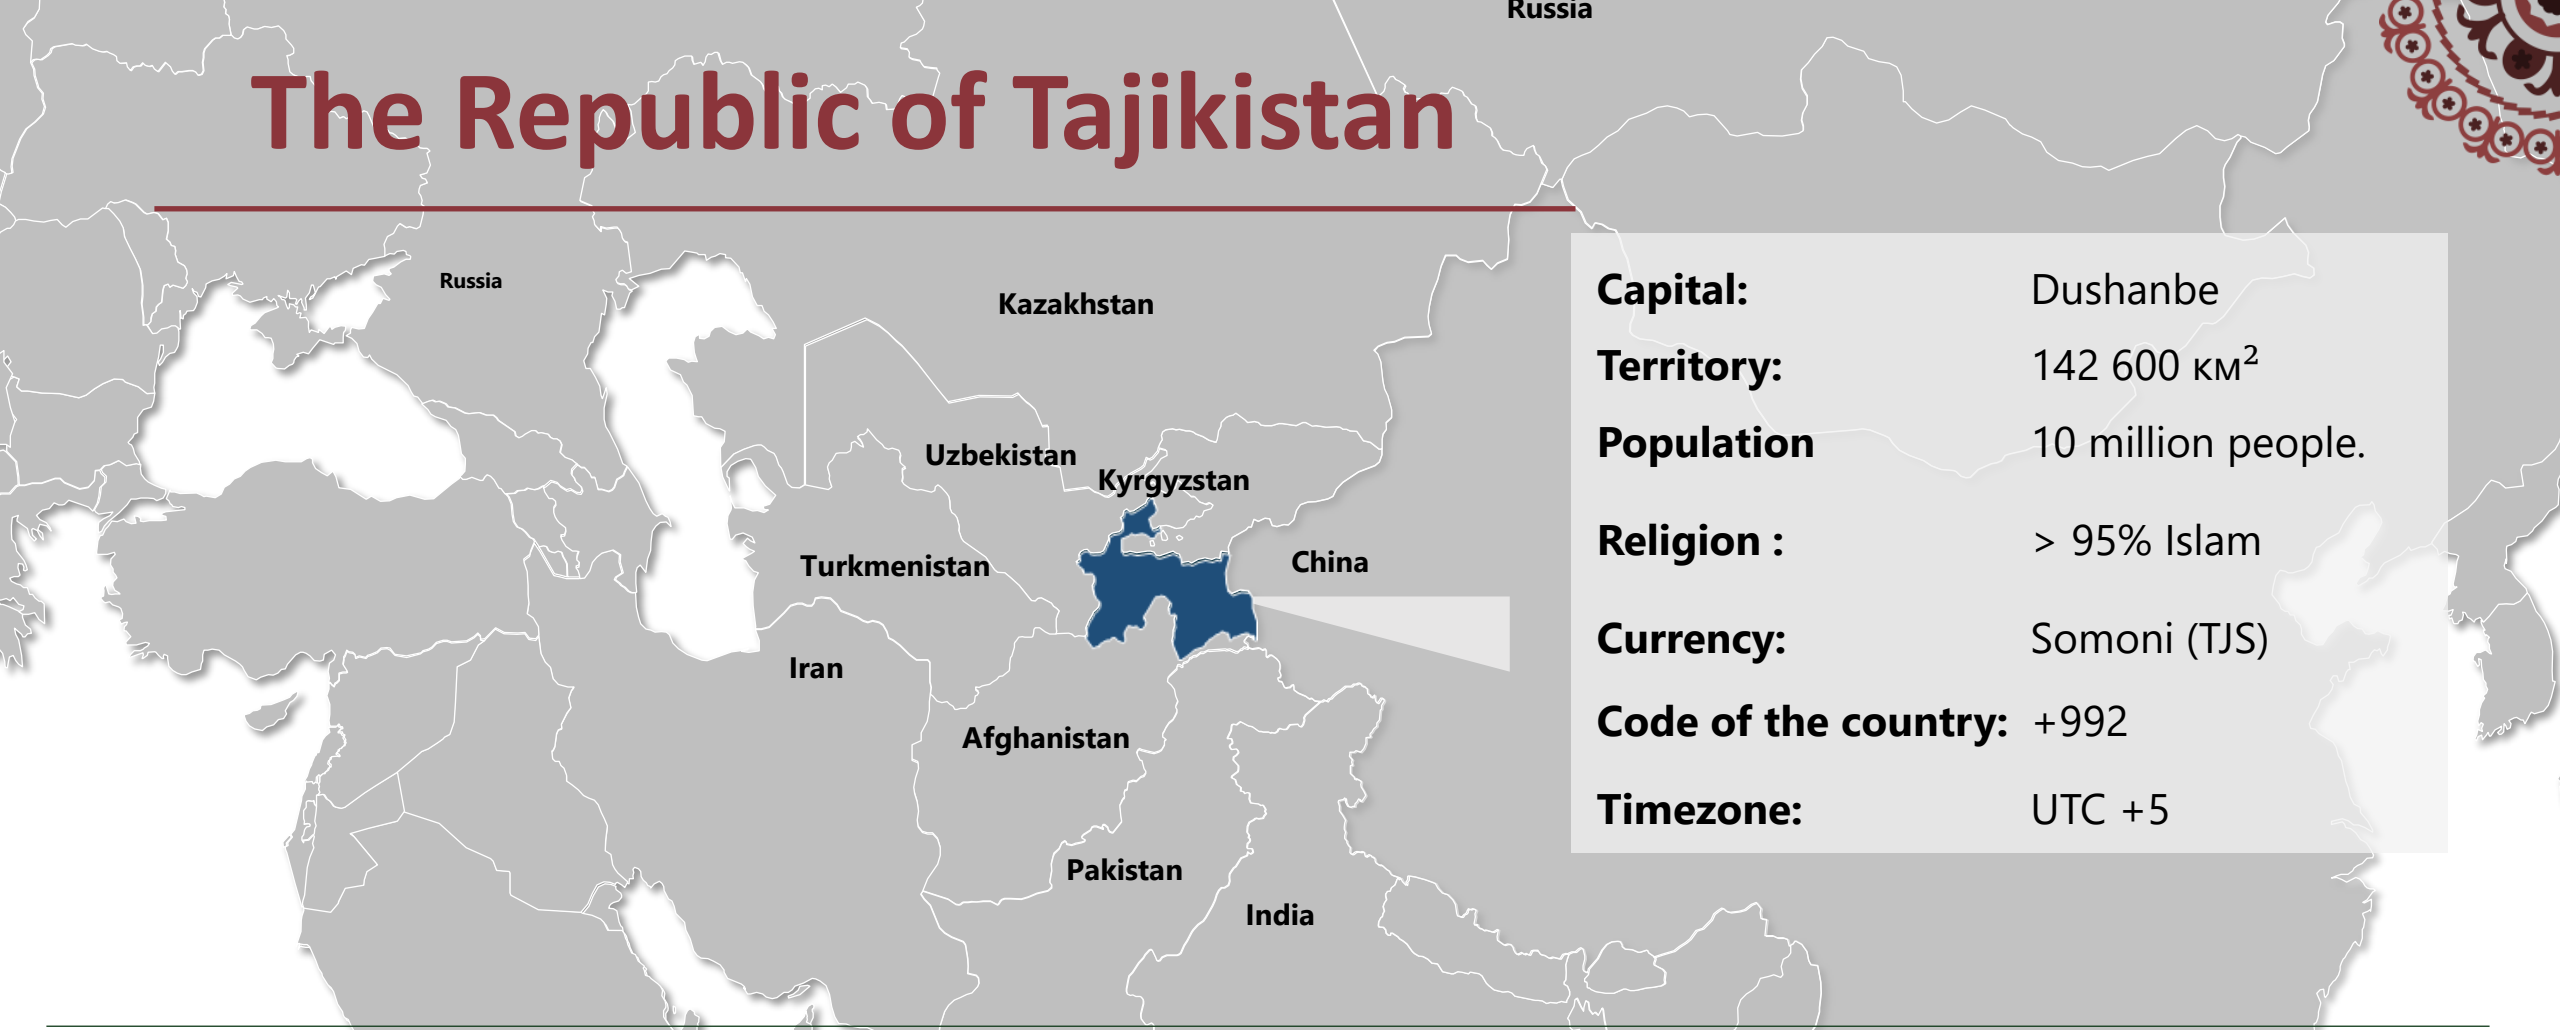 Russia
The Republic of Tajikistan
Russia
Kazakhstan
Uzbekistan
Kyrgyzstan
Turkmenistan
China
Iran
Afghanistan
Pakistan
India
Capital: Dushanbe
Territory: 142 600 км²
Population 10 million people.
Religion : > 95% Islam
Currency: Somoni (TJS)
Code of the country: +992
Timezone: UTC +5